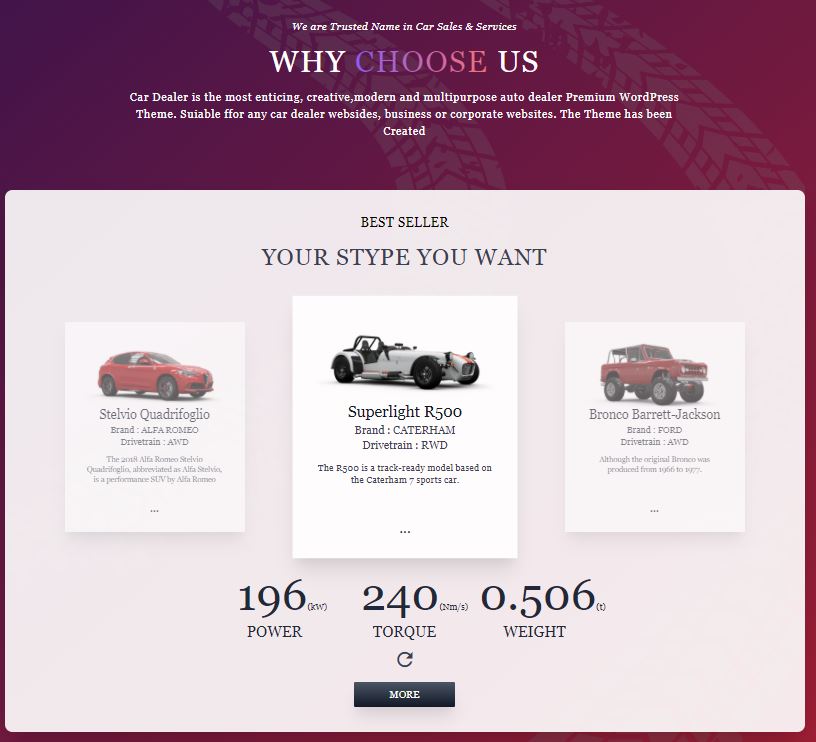 We are Trusted Name in Car Sales & Services
WHY CHOOSE US
Car Dealer is the most enticing, creative,modern and multipurpose auto dealer Premium WordPress
Theme. Suiable ffor any car dealer websides, business or corporate websites. The Theme has been
Created
BEST SELLER
YOUR STYPE YOU WANT
Stelvio Quadrifoglio
Brand : ALFA ROMEO
Drivetrain : AWD
The 2018 Alfa Romeo Stelvio
Quadrifoglio, abbreviated as Alfa Stelvio,
is a performance SUV by Alfa Romeo
...
Superlight R500
Brand : CATERHAM
Drivetrain : RWD
The R500 is a track-ready model based on
the Caterham 7 sports car.
...
Bronco Barrett-Jackson
Brand : FORD
Drivetrain : AWD
Although the original Bronco was
produced from 1966 to 1977.
...
196(kW) 240(Nm/s) 0.506(t)
POWER TORQUE WEIGHT
MORE